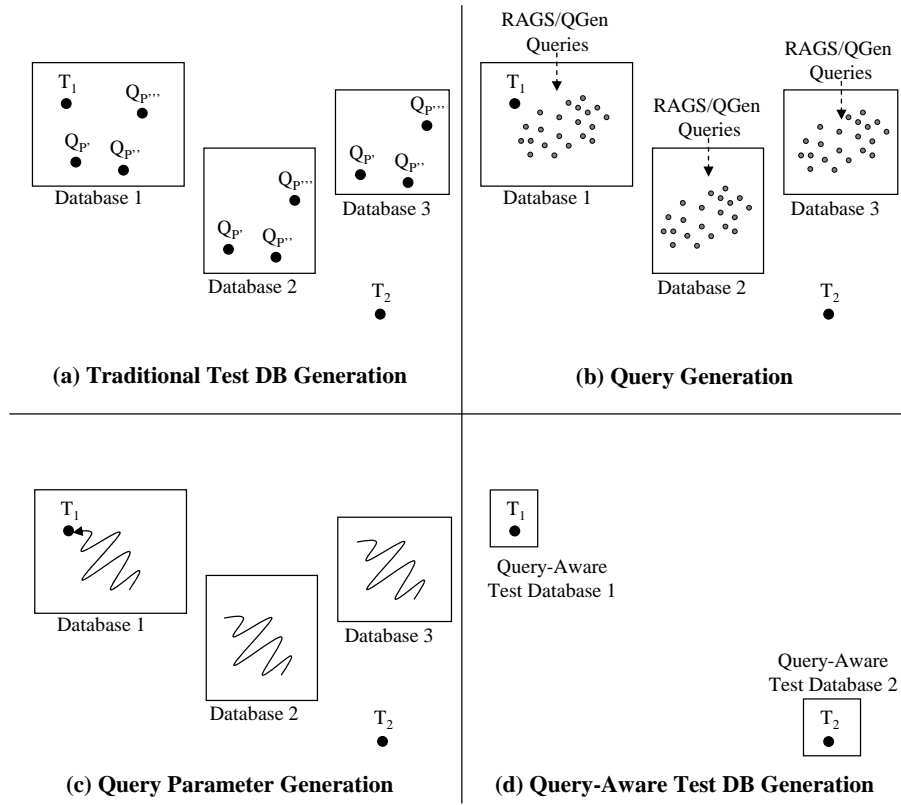 T1
QP'''
QP'
QP''
Database 1
QP'''
QP'
QP''
Database 2
QP'''
QP'
QP''
Database 3
T2
(a) Traditional Test DB Generation
RAGS/QGen
Queries
T1
Database 1
RAGS/QGen
Queries
Database 2
RAGS/QGen
Queries
Database 3
T2
(b) Query Generation
T1
Database 1
Database 2
Database 3
T2
(c) Query Parameter Generation
T1
Query-Aware
Test Database 1
Query-Aware
Test Database 2
T2
(d) Query-Aware Test DB Generation